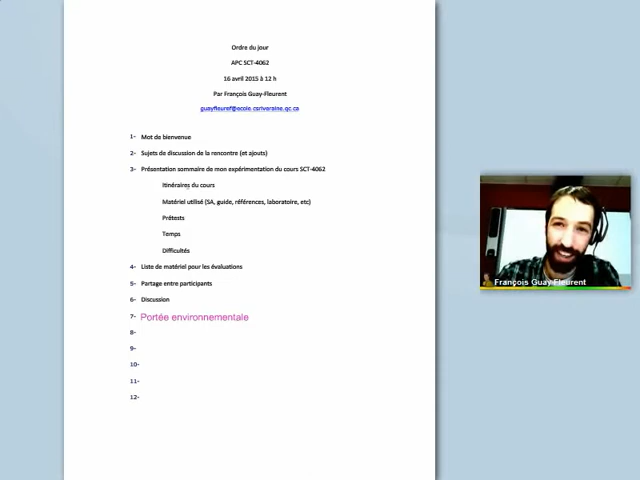 Ordre du jour
APC SCT-4062
16 avril 2015 à 12 h
Par François Guay-Fleurent
guayfleuref@ecole.csriveraine.qc.ca
1- Mot de bienvenue
2- Sujets de discussion de la rencontre (et ajouts)
3- Présentation sommaire de mon expérimentation du cours SCT-4062
Itinéraires du cours
Matériel utilisé (SA, guide, références, laboratoire, etc)
Prétests
Temps
Difficultés
4- Liste de matériel pour les évaluations
5- Partage entre participants
6- Discussion
7- Portée environnementale
8-
9-
10-
11-
12-
François Guay Fleurent